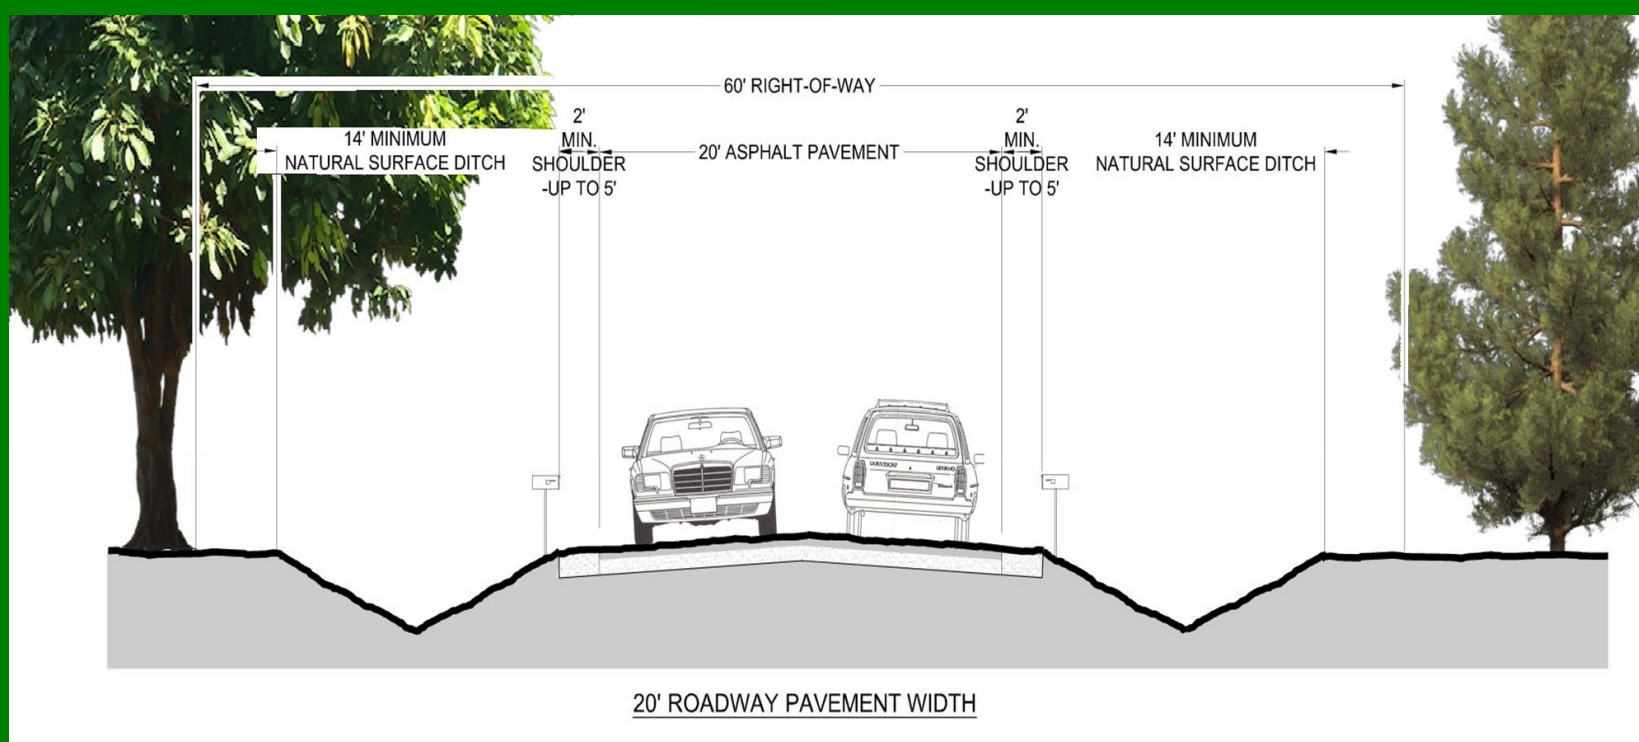 60' RIGHT-OF-WAY
14' MINIMUM
NATURAL SURFACE DITCH
2'
MIN.
SHOULDER
-UP TO 5'
20' ASPHALT PAVEMENT
2'
MIN.
SHOULDER
-UP TO 5'
14' MINIMUM
NATURAL SURFACE DITCH
20' ROADWAY PAVEMENT WIDTH